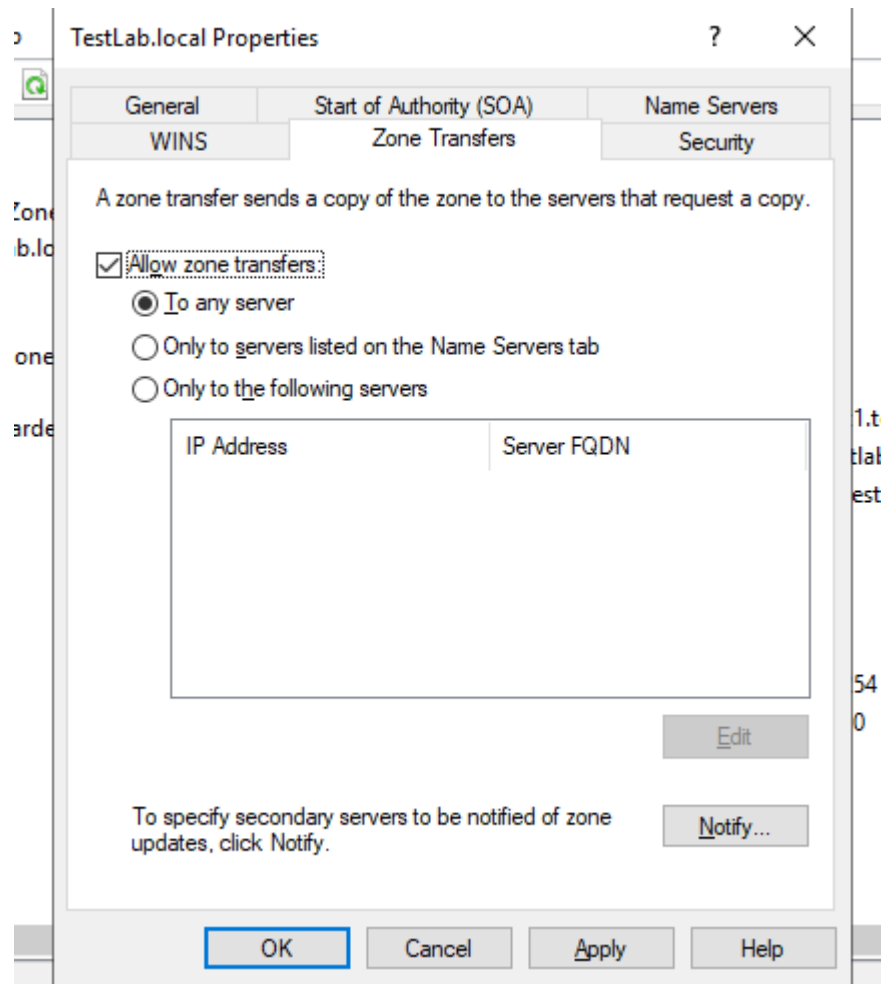 TestLab.local Properties
?
General
Start of Authority (SOA)
Name Servers
WINS
Zone Transfers
Security
A zone transfer sends a copy of the zone to the servers that request a copy.
Allow zone transfers:
To any server
Only to servers listed on the Name Servers tab
Only to the following servers
IP Address
Server FQDN
Edit
To specify secondary servers to be notified of zone
updates, click Notify.
Notify...
OK
Cancel
Apply
Help
54
0